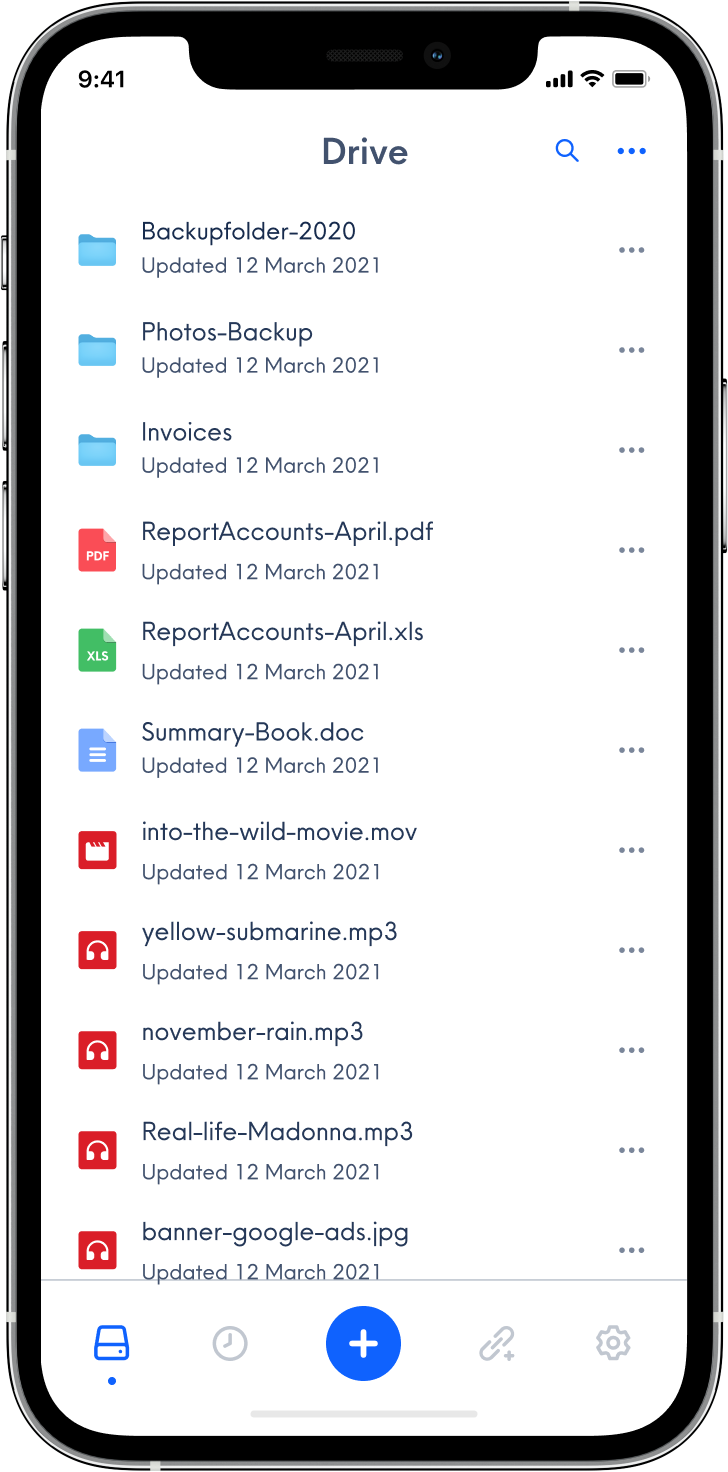 9:41
Drive
Backupfolder-2020
Updated 12 March 2021
Photos-Backup
Updated 12 March 2021
Invoices
Updated 12 March 2021
ReportAccounts-April.pdf
PDF
Updated 12 March 2021
ReportAccounts-April.xls
XLS
Updated 12 March 2021
Summary-Book.doc
Updated 12 March 2021
into-the-wild-movie.mov
Updated 12 March 2021
yellow-submarine.mp3
Updated 12 March 2021
november-rain.mp3
Updated 12 March 2021
Real-life-Madonna.mp3
Updated 12 March 2021
banner-google-ads.jpg
Updated 12 March 2021